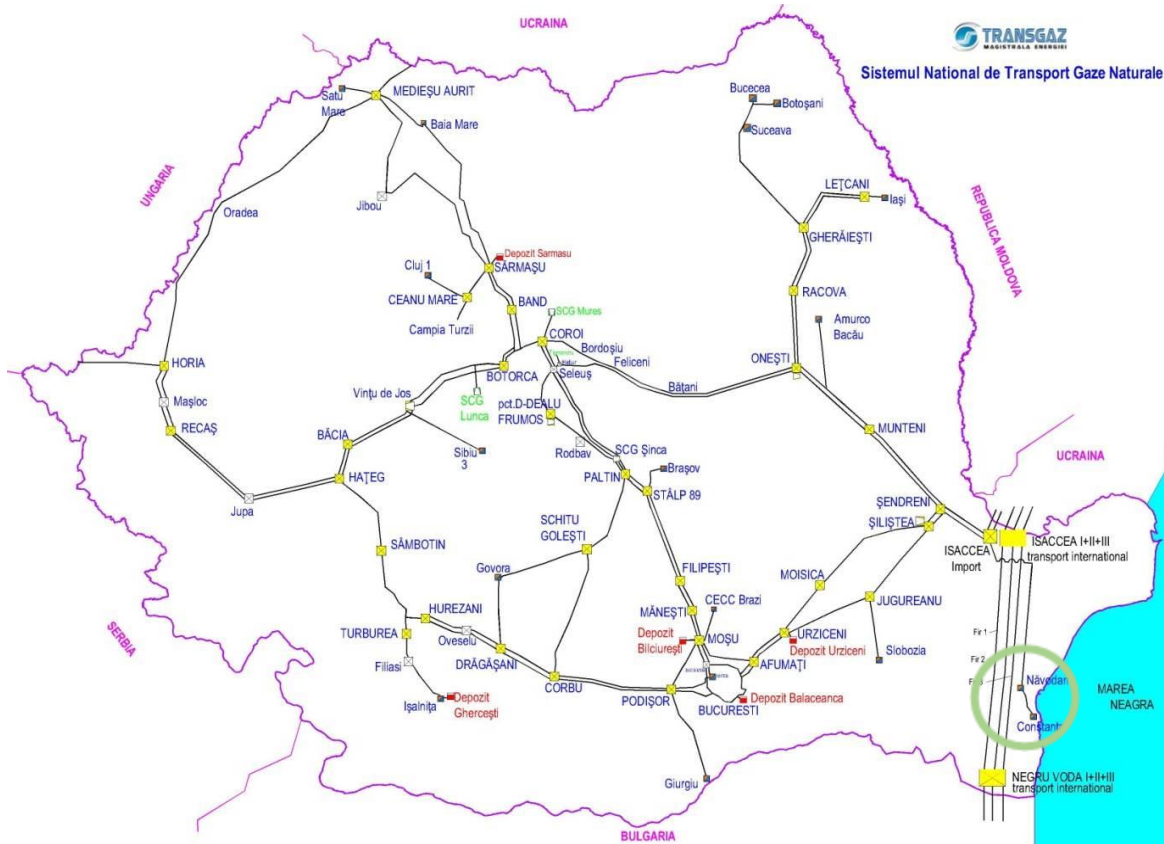 UCRAINA
TRANSGAZ
MAGISTRALA ENERGIEI
Sistemul National de Transport Gaze Naturale
Satu
Mare
MEDIEŞU AURIT
Baia Mare
Bucecea
Botoşani
Suceava
UNGARIA
Oradea
Jibou
LEŢCANI
Iaşi
GHERĂIEŞTI
REPUBLICA MOLDOVA
Depozit Sarmasu
SĂRMAŞU
Cluj 1
CEANU MARE
Campia Turzii
BAND
SCG Mures
RACOVA
Amurco
Bacău
COROI
Bordoşiu
Feliceni
Seleuş
HORIA
BOTORCA
ONEŞTI
Băţani
Maşloc
Vinţu de Jos
SCG
Lunca
pct.D-DEALU
FRUMOS
RECAŞ
BĂCIA
Sibiu
3
Rodbav
MUNTENI
SCG Şinca
UCRAINA
HAŢEG
PALTIN
Braşov
STÂLP 89
Jupa
ŞENDRENI
ŞILIŞTEA
SCHITU
GOLEŞTI
ISACCEA
Import
ISACCEA I+II+III
transport international
SÂMBOTIN
Govora
FILIPEŞTI
MOISICA
CECC Brazi
JUGUREANU
HUREZANI
MĂNEŞTI
SERBIA
TURBUREA
Oveselu
Depozit
Bilciureşti
MOŞU
URZICENI
Depozit Urziceni
Fir 1
Filiasi
DRĂGĂŞANI
AFUMAŢI
Slobozia
Fir 2
CORBU
PODIŞOR
BUCURESTI
Depozit Balaceanca
Işalniţa
Depozit
Gherceşti
Năvodari
MAREA
NEAGRA
Constanta
Giurgiu
NEGRU VODA I+II+III
transport international
BULGARIA